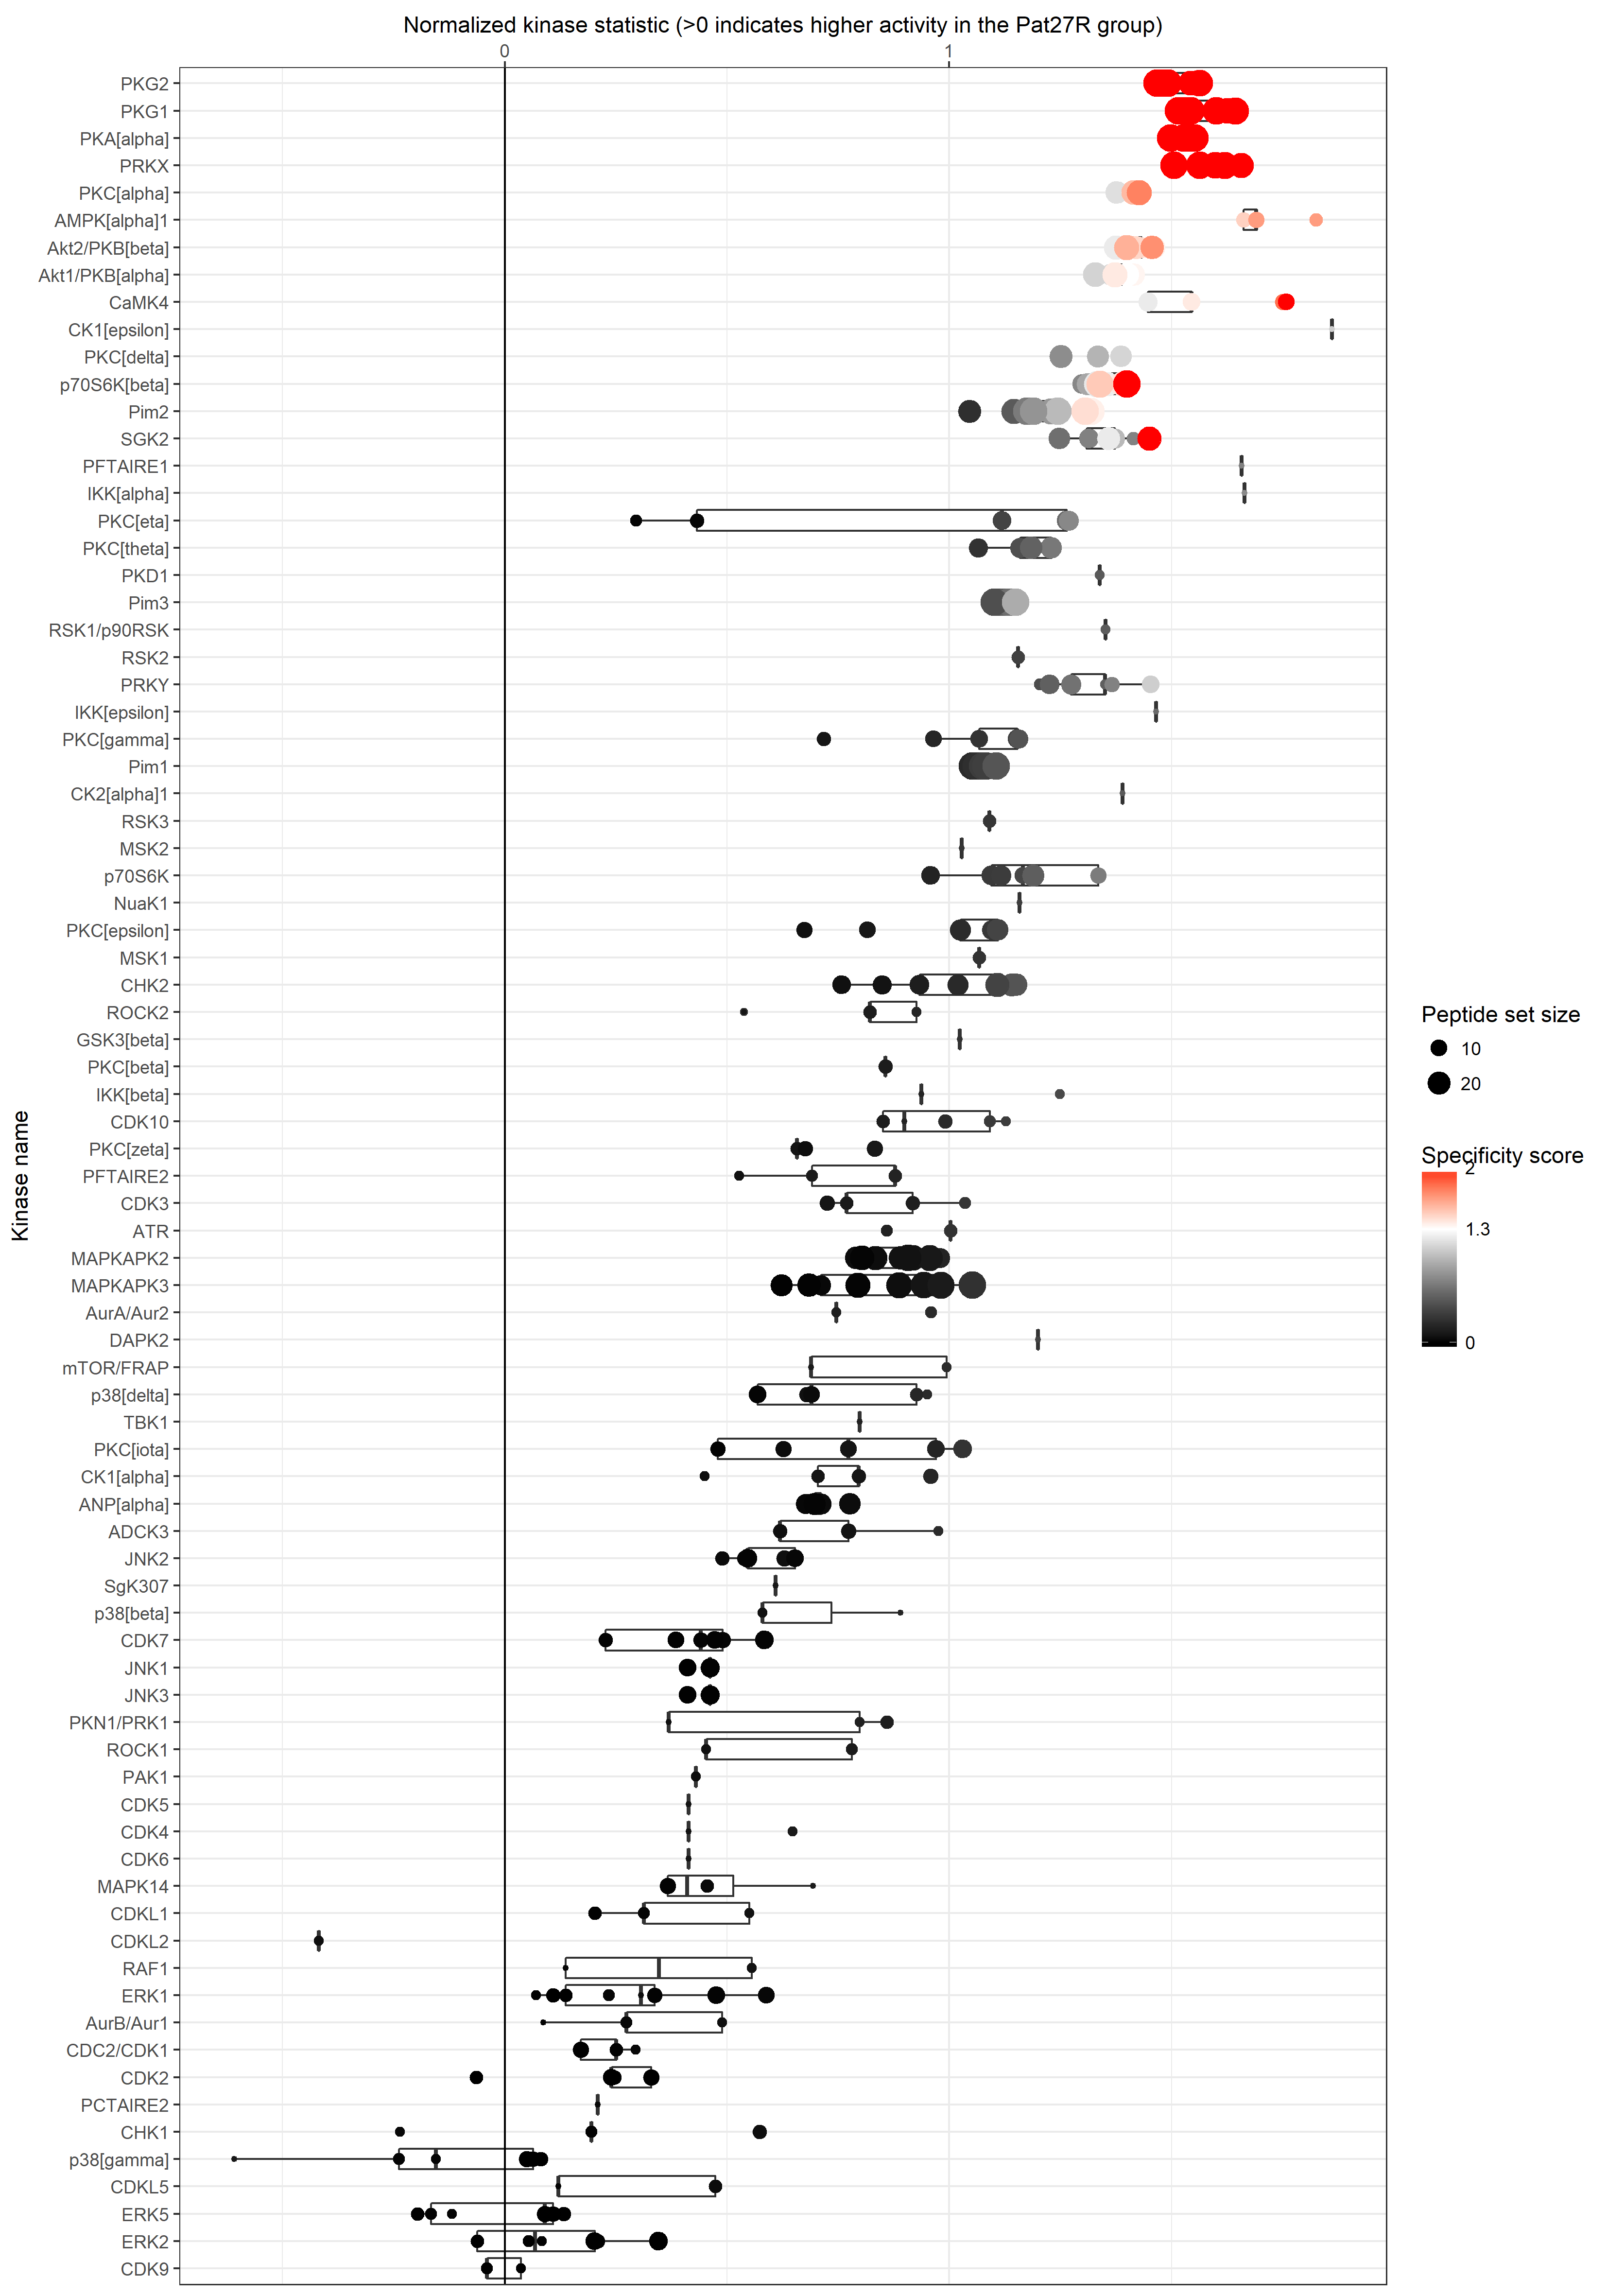 Normalized kinase statistic (>0 indicates higher activity in the Pat27R group)
0 1
PKG2
PKG1
PKA[alpha]
PRKX
PKC[alpha]
AMPK[alpha]1
Akt2/PKB[beta]
Akt1/PKB[alpha]
CaMK4
CK1[epsilon]
PKC[delta]
p70S6K[beta]
Pim2
SGK2
PFTAIRE1
IKK[alpha]
PKC[eta]
PKC[theta]
PKD1
Pim3
RSK1/p90RSK
RSK2
PRKY
IKK[epsilon]
PKC[gamma]
Pim1
CK2[alpha]1
RSK3
MSK2
p70S6K
NuaK1
PKC[epsilon]
MSK1
CHK2
ROCK2
GSK3[beta]
PKC[beta]
IKK[beta]
CDK10
PKC[zeta]
PFTAIRE2
CDK3
ATR
MAPKAPK2
MAPKAPK3
AurA/Aur2
DAPK2
mTOR/FRAP
p38[delta]
TBK1
PKC[iota]
CK1[alpha]
ANP[alpha]
ADCK3
JNK2
SgK307
p38[beta]
CDK7
JNK1
JNK3
PKN1/PRK1
ROCK1
PAK1
CDK5
CDK4
CDK6
MAPK14
CDKL1
CDKL2
RAF1
ERK1
AurB/Aur1
CDC2/CDK1
CDK2
PCTAIRE2
CHK1
p38[gamma]
CDKL5
ERK5
ERK2
CDK9
Kinase name
Peptide set size
10
20
Specificity score
2
1.3
0